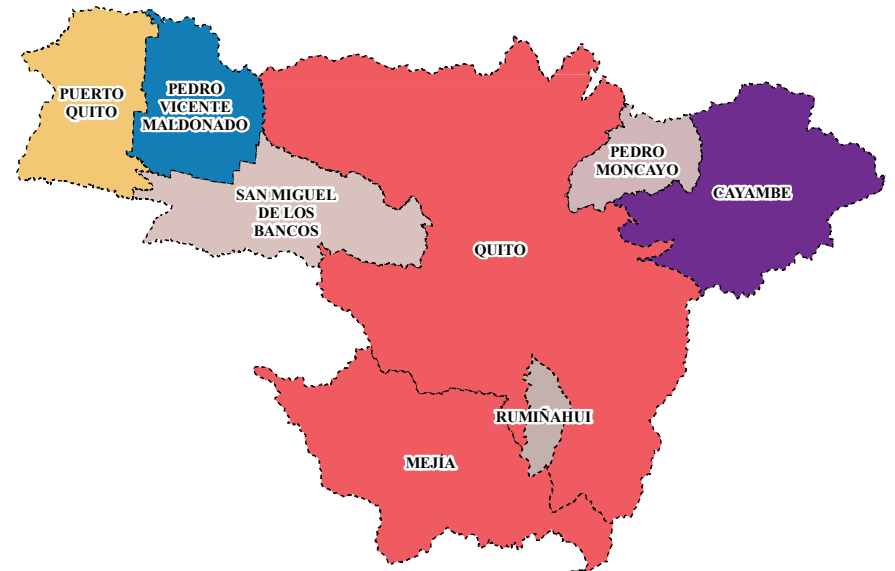 PUERTO
QUITO
PEDRO
VICENTE
MALDONADO
SAN MIGUEL
DE LOS
BANCOS
PEDRO
MONCAYO
CAYAMBE
QUITO
RUMIÑAHUI
MEJÍA